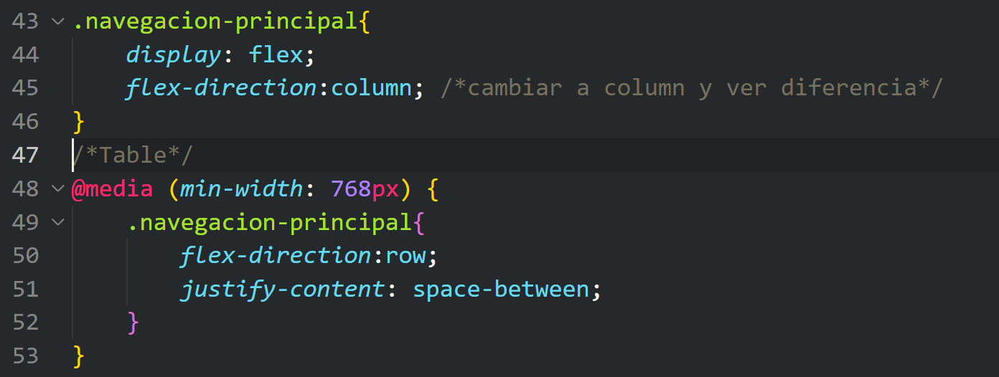 43 .navegacion-principal{
44 display: flex;
45 flex-direction:column; /*cambiar a column y ver diferencia*/
46 }
47 /*Table*/
48 @media (min-width: 768px) {
49 .navegacion-principal{
50 flex-direction:row;
51 justify-content: space-between;
52 }
53 }